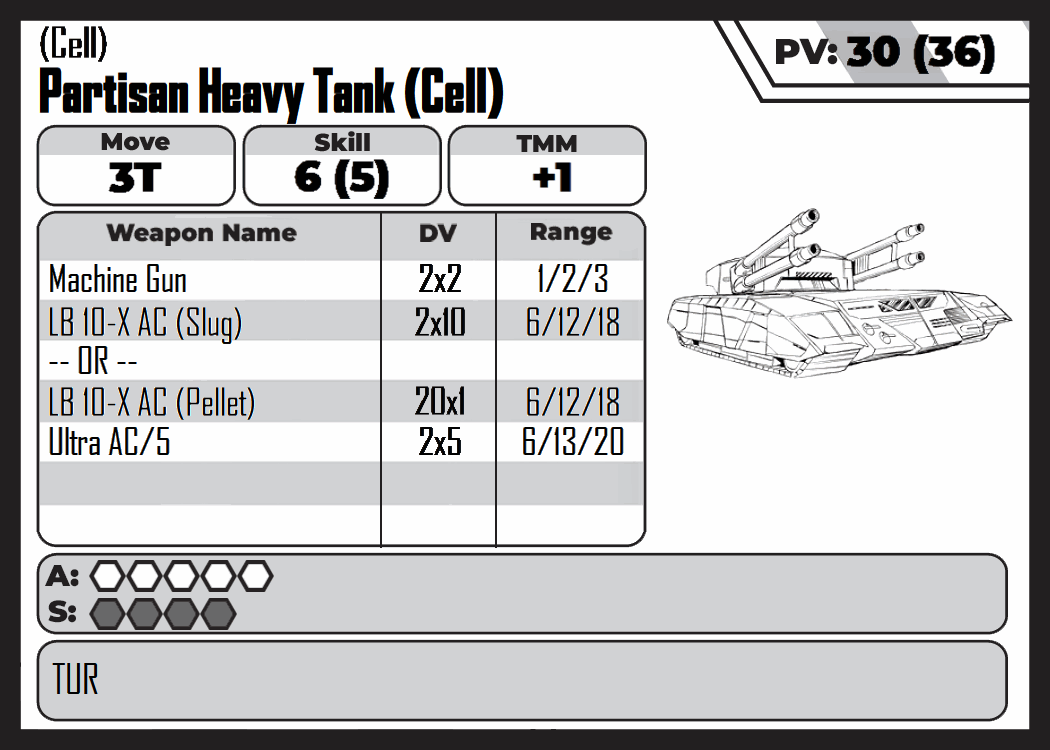 (Cell)
Partisan Heavy Tank (Cell)
PV: 30 (36)
Move
3T
Skill
6 (5)
TMM
+1
Weapon Name DV Range
Machine Gun 2x2 1/2/3
LB 10-X AC (Slug) 2x10 6/12/18
-- OR --
LB 10-X AC (Pellet) 20x1 6/12/18
Ultra AC/5 2x5 6/13/20
A:
S:
TUR